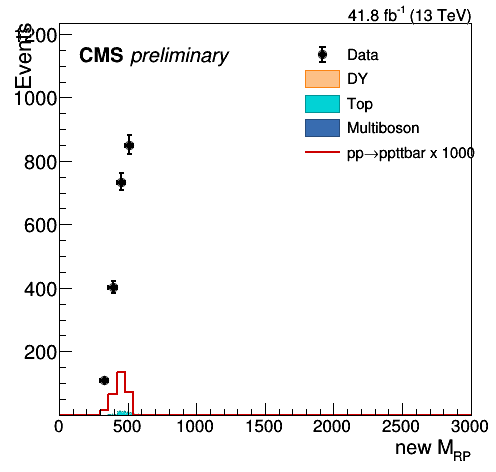 41.8 fb⁻¹ (13 TeV)
Events
CMS preliminary
Data
DY
Top
Multiboson
pp→ppttbar x 1000
1200
1000
800
600
400
200
0 500 1000 1500 2000 2500 3000
new M_RP